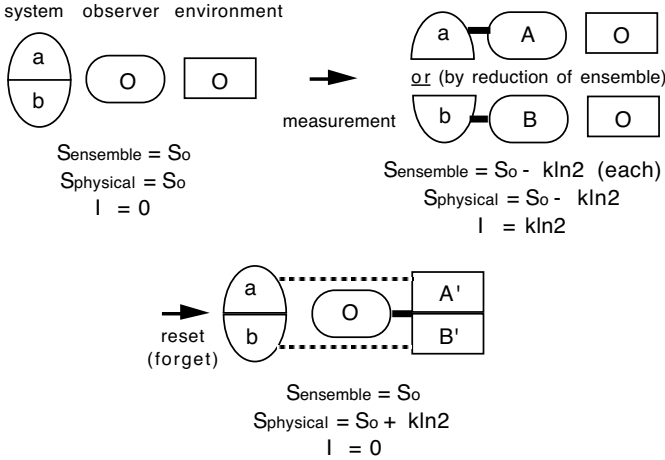 system observer environment
a
b
O
O
measurement
a
A
O
or (by reduction of ensemble)
b
B
O
Sensemble = So
Sphysical = So
I = 0
Sensemble = So - kln2 (each)
Sphysical = So - kln2
I = kln2
reset
(forget)
a
b
O
A'
B'
Sensemble = So
Sphysical = So + kln2
I = 0